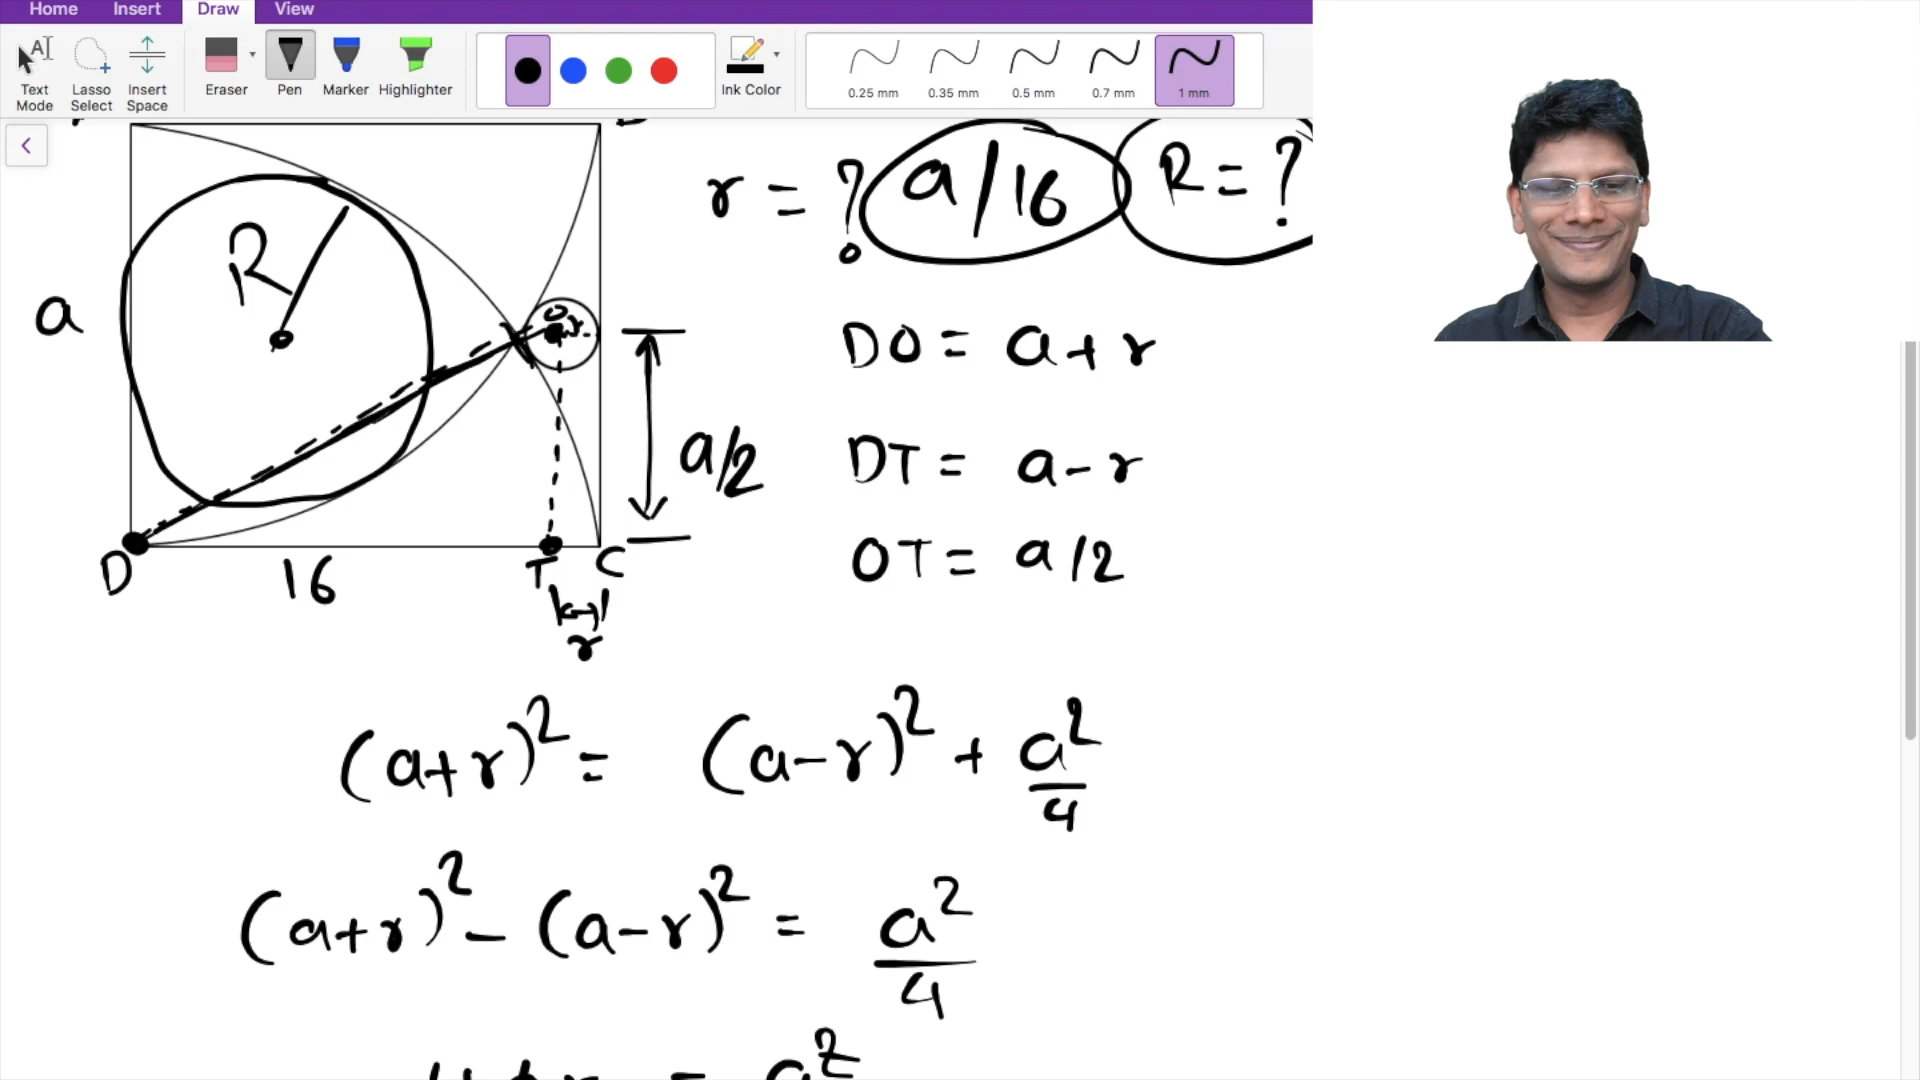 Home Insert Draw View
Text Mode
Lasso Select
Insert Space
Eraser
Pen
Marker
Highlighter
Ink Color
0.25 mm
0.35 mm
0.5 mm
0.7 mm
1 mm
r = ? a/16 R = ?
R
a
O
r
DO = a+r
a/2
DT = a-r
OT = a/2
D
16
T
C
r
(a+r)² = (a-r)² + a²/4
(a+r)² - (a-r)² = a²/4